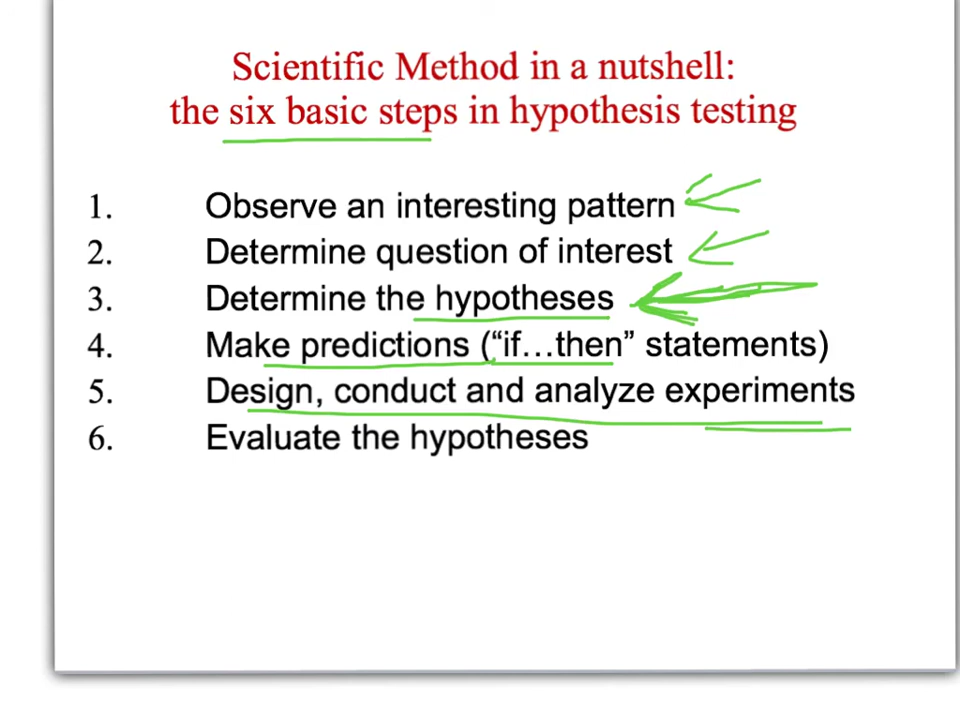 Scientific Method in a nutshell:
the six basic steps in hypothesis testing
1. Observe an interesting pattern
2. Determine question of interest
3. Determine the hypotheses
4. Make predictions (“if…then” statements)
5. Design, conduct and analyze experiments
6. Evaluate the hypotheses